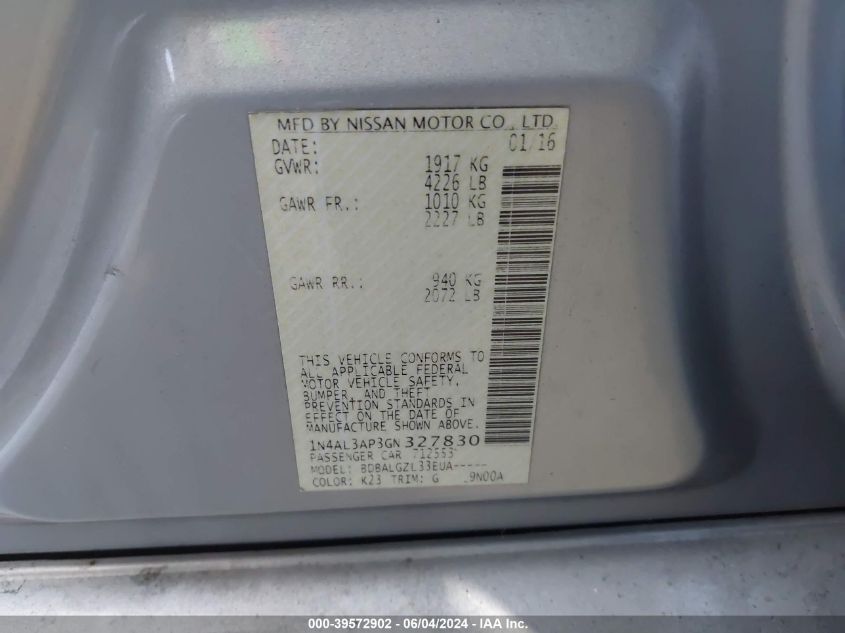 MFD BY NISSAN MOTOR CO., LTD.
DATE: 01/16
GVWR: 1917 KG
4226 LB
GAWR FR.: 1010 KG
2227 LB
GAWR RR.: 940 KG
2072 LB
THIS VEHICLE CONFORMS TO
ALL APPLICABLE FEDERAL
MOTOR VEHICLE SAFETY,
BUMPER, AND THEFT
PREVENTION STANDARDS IN
EFFECT ON THE DATE OF
MANUFACTURE SHOWN ABOVE.
1N4AL3AP3GN327830
PASSENGER CAR
MODEL: BDBALGZL33EUA-----
COLOR: K23 TRIM: G
000-39572902 - 06/04/2024 - IAA Inc.